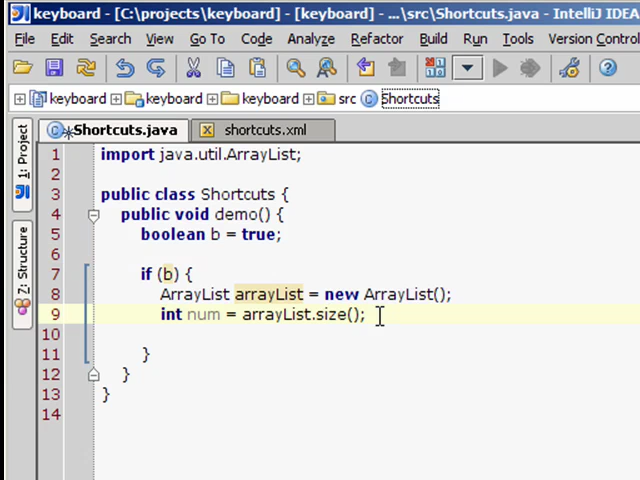 keyboard - [C:\projects\keyboard] - [keyboard] - ...\src\Shortcuts.java - IntelliJ IDEA
File Edit Search View Go To Code Analyze Refactor Build Run Tools Version Contro
keyboard keyboard keyboard src Shortcuts
Shortcuts.java shortcuts.xml
1: Project
7: Structure
1 import java.util.ArrayList;
2
3 public class Shortcuts {
4 public void demo() {
5 boolean b = true;
6
7 if (b) {
8 ArrayList arrayList = new ArrayList();
9 int num = arrayList.size();
10
11 }
12 }
13 }
14